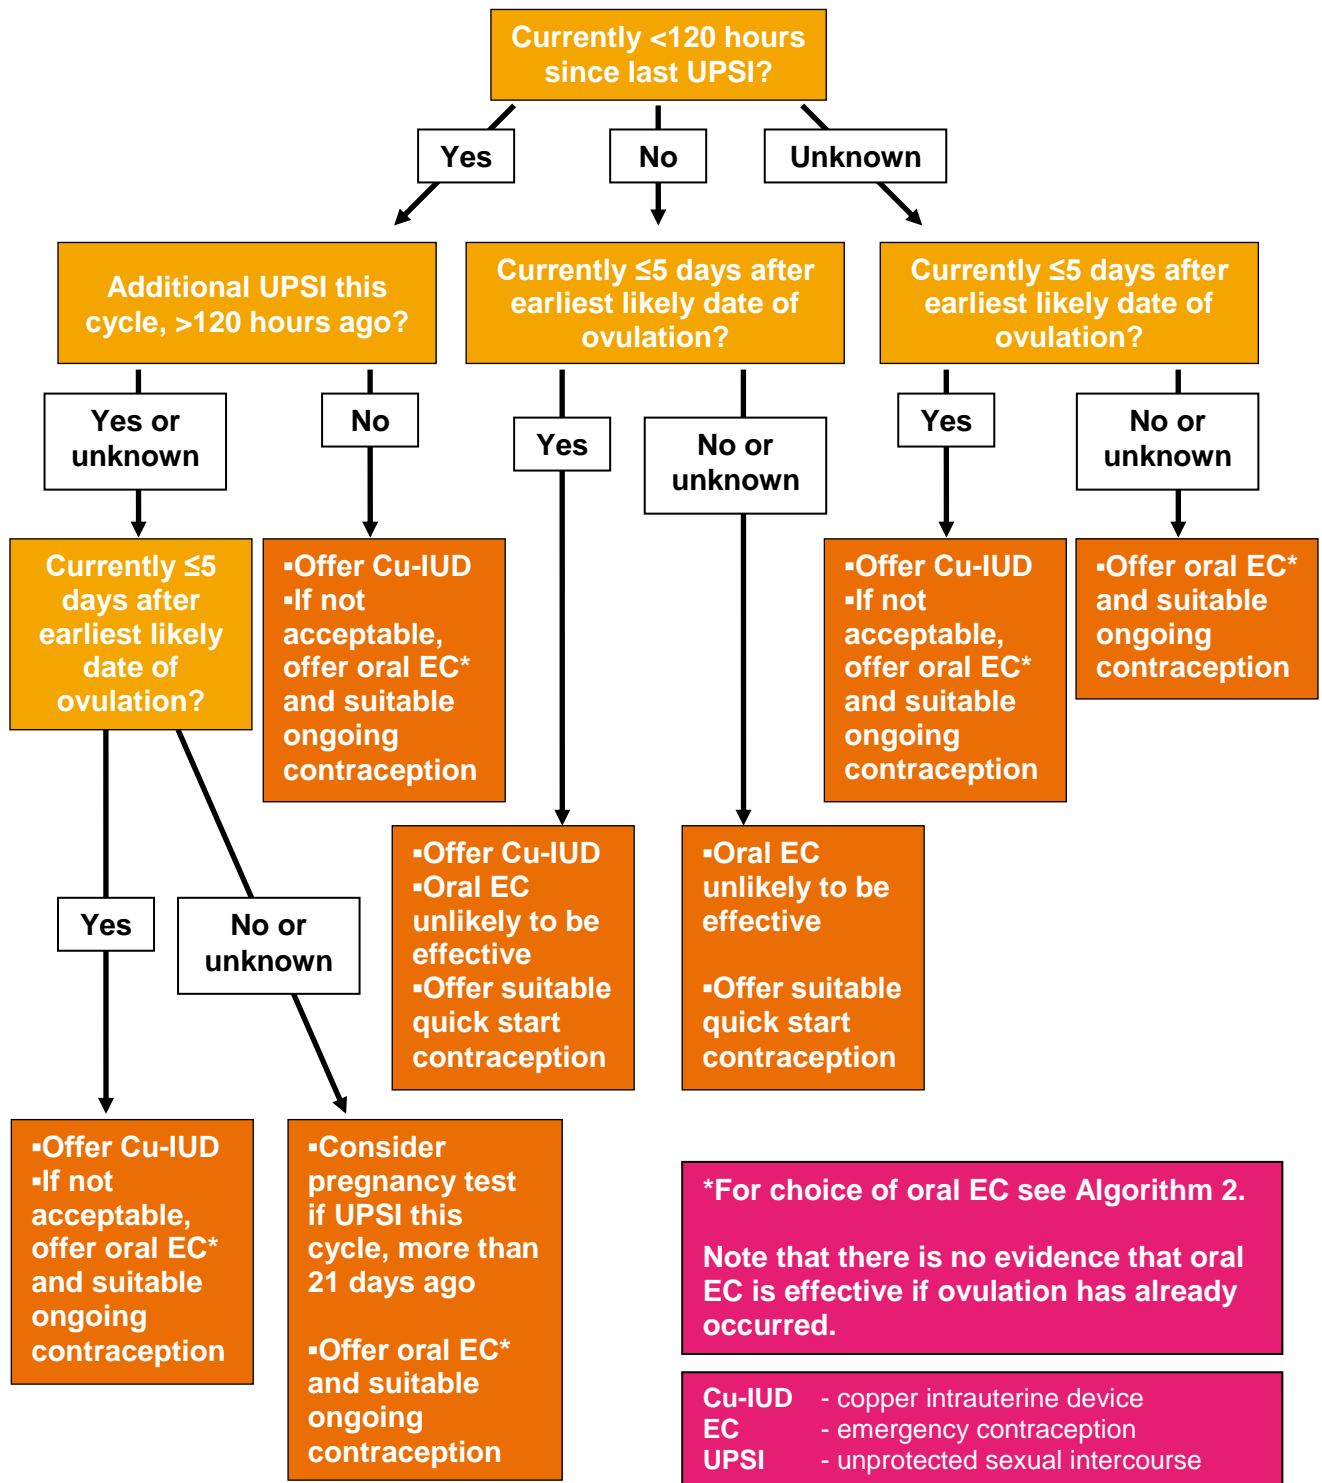 Currently <120 hours
since last UPSI?
Yes
No
Unknown
Additional UPSI this
cycle, >120 hours ago?
Currently ≤5 days after
earliest likely date of
ovulation?
Currently ≤5 days after
earliest likely date of
ovulation?
Yes or
unknown
No
Yes
No or
unknown
Yes
No or
unknown
Currently ≤5
days after
earliest likely
date of
ovulation?
▪Offer Cu-IUD
▪If not
acceptable,
offer oral EC*
and suitable
ongoing
contraception
▪Offer Cu-IUD
▪If not
acceptable,
offer oral EC*
and suitable
ongoing
contraception
▪Offer oral EC*
and suitable
ongoing
contraception
Yes
No or
unknown
▪Offer Cu-IUD
▪Oral EC
unlikely to be
effective
▪Offer suitable
quick start
contraception
▪Oral EC
unlikely to be
effective
▪Offer suitable
quick start
contraception
▪Offer Cu-IUD
▪If not
acceptable,
offer oral EC*
and suitable
ongoing
contraception
▪Consider
pregnancy test
if UPSI this
cycle, more than
21 days ago
▪Offer oral EC*
and suitable
ongoing
contraception
*For choice of oral EC see Algorithm 2.
Note that there is no evidence that oral
EC is effective if ovulation has already
occurred.
Cu-IUD - copper intrauterine device
EC - emergency contraception
UPSI - unprotected sexual intercourse